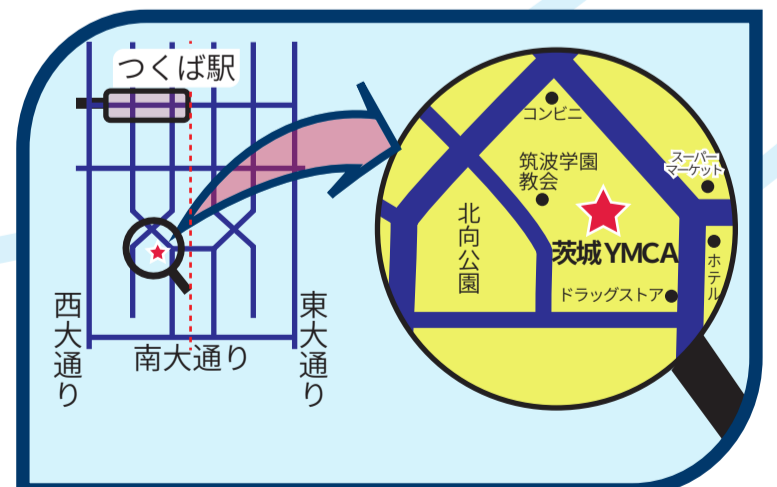 つくば駅
西大通り
南大通り
東大通り
コンビニ
筑波学園
教会
スーパー
マーケット
北向公園
茨城YMCA
ホテル
ドラッグストア